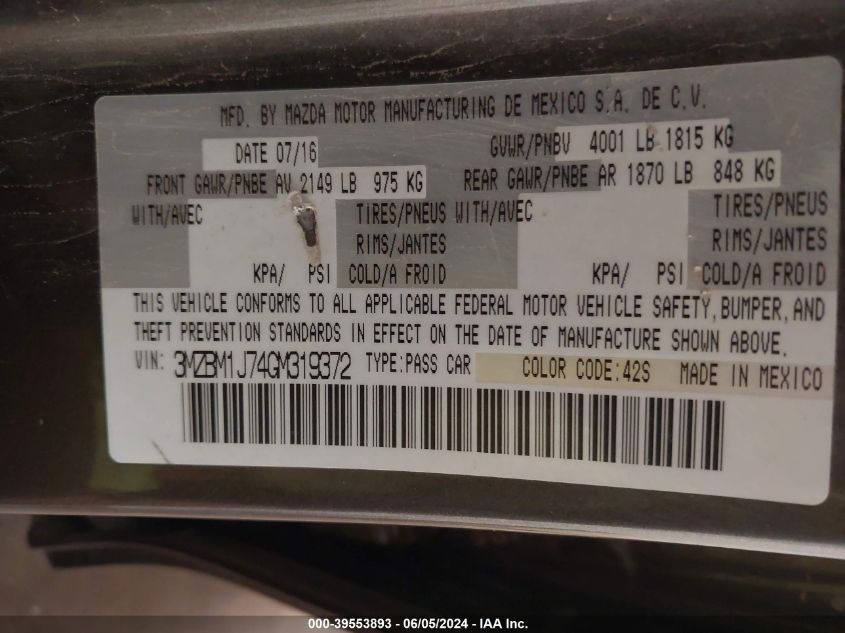 MFD. BY MAZDA MOTOR MANUFACTURING DE MEXICO S.A. DE C.V.
DATE 07/16 GVWR/PNBV 4001 LB 1815 KG
FRONT GAWR/PNBE AV 2149 LB 975 KG REAR GAWR/PNBE AR 1870 LB 848 KG
WITH/AVEC TIRES/PNEUS WITH/AVEC TIRES/PNEUS
RIMS/JANTES RIMS/JANTES
KPA/ PSI COLD/A FROID KPA/ PSI COLD/A FROID
THIS VEHICLE CONFORMS TO ALL APPLICABLE FEDERAL MOTOR VEHICLE SAFETY, BUMPER, AND
THEFT PREVENTION STANDARDS IN EFFECT ON THE DATE OF MANUFACTURE SHOWN ABOVE.
VIN: 3MZBM1J74GM319372 TYPE:PASS CAR COLOR CODE:42S MADE IN MEXICO
000-39553893 - 06/05/2024 - IAA Inc.